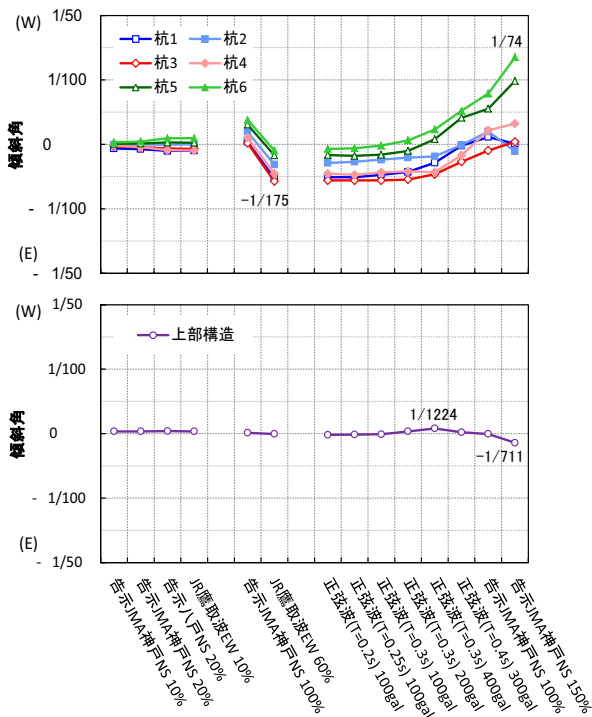 (W)
1/50
杭1
杭2
杭3
杭4
杭5
杭6
1/74
1/100
傾斜角
0
-1/175
- 1/100
(E)
- 1/50
(W)
1/50
上部構造
1/100
傾斜角
1/1224
0
-1/711
- 1/100
(E)
- 1/50
告示JMA神戸NS 10%
告示JMA神戸NS 20%
告示八戸NS 20%
JR鷹取波EW 10%
告示JMA神戸NS 100%
JR鷹取波EW 60%
正弦波(T=0.2s) 100gal
正弦波(T=0.25s) 100gal
正弦波(T=0.3s) 100gal
正弦波(T=0.3s) 200gal
正弦波(T=0.3s) 400gal
正弦波(T=0.4s) 300gal
告示JMA神戸NS 100%
告示JMA神戸NS 150%